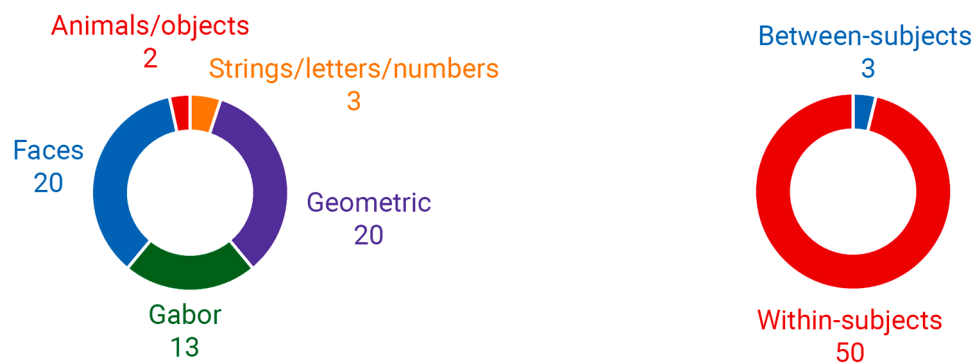 Animals/objects
2
Strings/letters/numbers
3
Faces
20
Geometric
20
Gabor
13
Between-subjects
3
Within-subjects
50